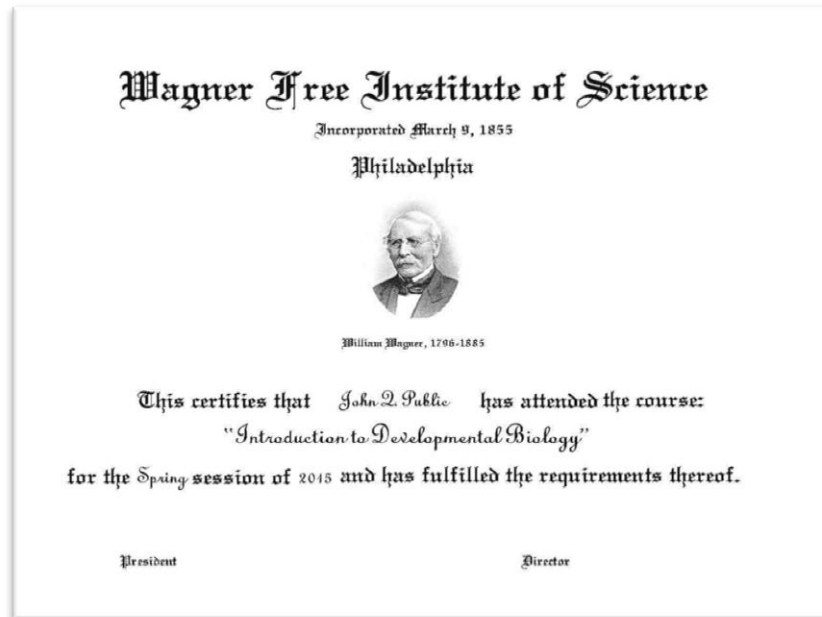 Wagner Free Institute of Science
Incorporated March 9, 1855
Philadelphia
William Wagner, 1796-1885
This certifies that John Q. Public has attended the course:
"Introduction to Developmental Biology"
for the Spring session of 2015 and has fulfilled the requirements thereof.
President Director